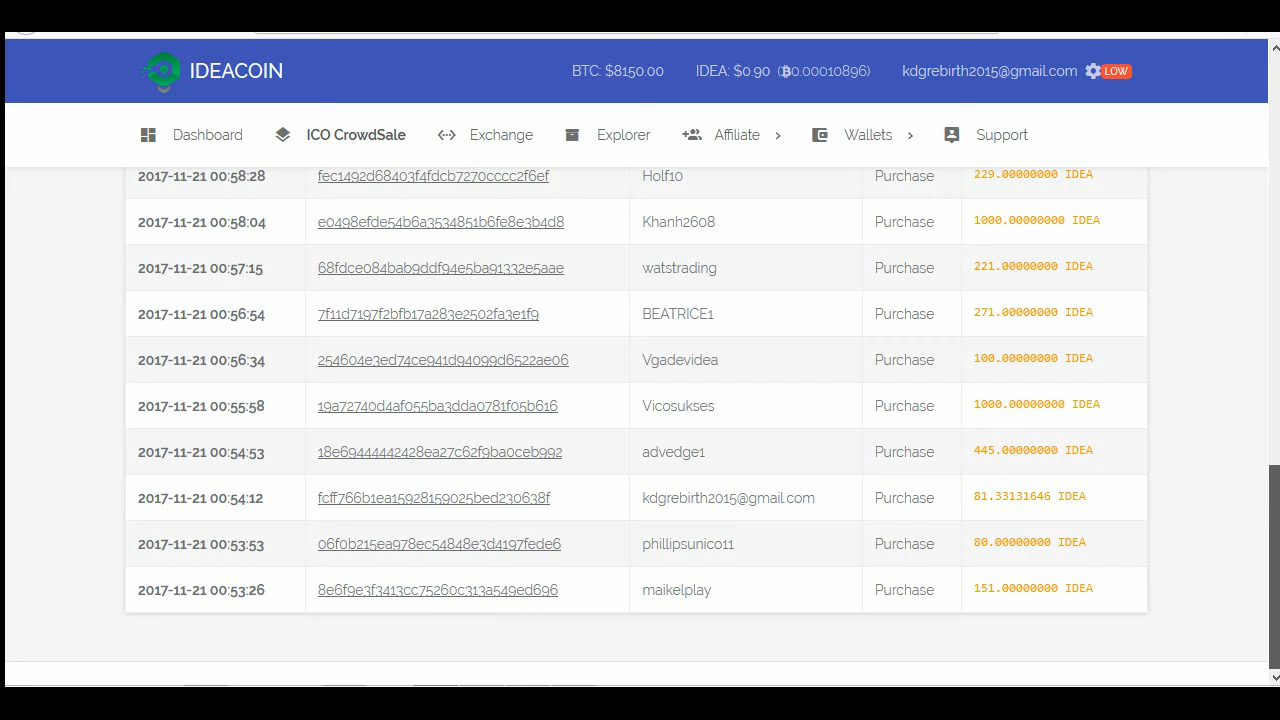 IDEACOIN BTC: $8150.00 IDEA: $0.90 (₿0.00010896) kdgrebirth2015@gmail.com LOW
Dashboard ICO CrowdSale Exchange Explorer Affiliate Wallets Support
2017-11-21 00:58:28 fec1492d68403f4fdcb7270cccc2f6ef Holf10 Purchase 229.00000000 IDEA
2017-11-21 00:58:04 e0498efde54b6a3534851b6fe8e3b4d8 Khanh2608 Purchase 1000.00000000 IDEA
2017-11-21 00:57:15 68fdce084bab9ddf94e5ba91332e5aae watstrading Purchase 221.00000000 IDEA
2017-11-21 00:56:54 7f11d7197f2bfb17a283e2502fa3e1f9 BEATRICE1 Purchase 271.00000000 IDEA
2017-11-21 00:56:34 254604e3ed74ce941d94099d6522ae06 Vgadevidea Purchase 100.00000000 IDEA
2017-11-21 00:55:58 19a72740d4af055ba3dda0781f05b616 Vicosukses Purchase 1000.00000000 IDEA
2017-11-21 00:54:53 18e69444442428ea27c62f9ba0ceb992 advedge1 Purchase 445.00000000 IDEA
2017-11-21 00:54:12 fcff766b1ea15928159025bed230638f kdgrebirth2015@gmail.com Purchase 81.33131646 IDEA
2017-11-21 00:53:53 06f0b215ea978ec54848e3d4197fede6 phillipsunico11 Purchase 80.00000000 IDEA
2017-11-21 00:53:26 8e6f9e3f3413cc75260c313a549ed696 maikelplay Purchase 151.00000000 IDEA